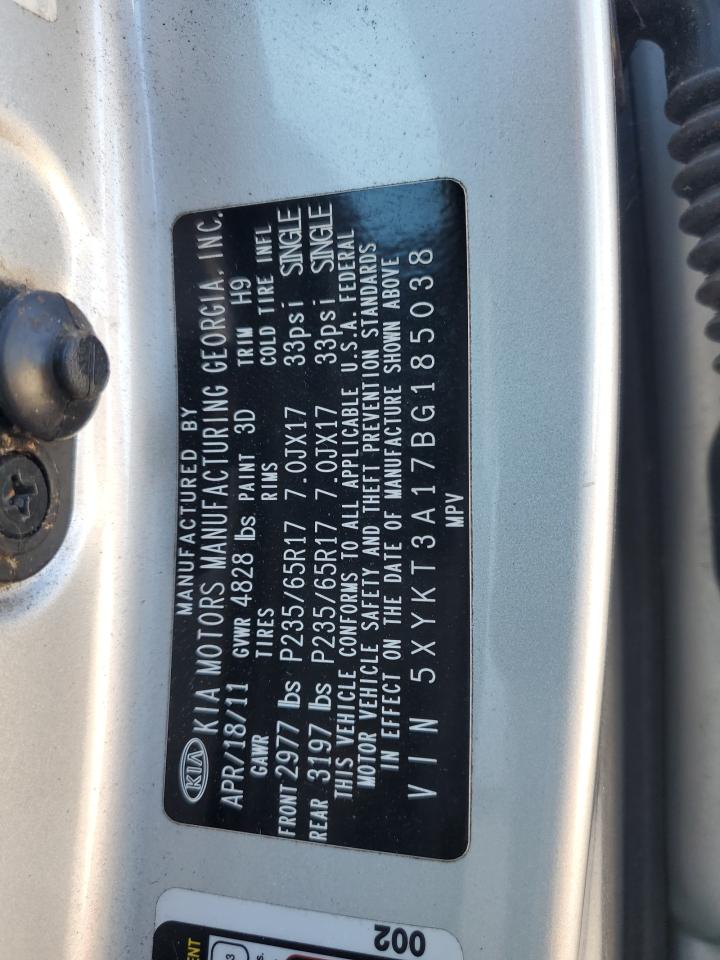 MANUFACTURED BY
KIA KIA MOTORS MANUFACTURING GEORGIA, INC.
APR/18/11 GVWR 4828 lbs PAINT 3D TRIM H9
GAWR TIRES RIMS COLD TIRE INFL
FRONT 2977 lbs P235/65R17 7.0JX17 33psi SINGLE
REAR 3197 lbs P235/65R17 7.0JX17 33psi SINGLE
THIS VEHICLE CONFORMS TO ALL APPLICABLE U.S.A. FEDERAL
MOTOR VEHICLE SAFETY AND THEFT PREVENTION STANDARDS
IN EFFECT ON THE DATE OF MANUFACTURE SHOWN ABOVE
VIN 5XYKT3A17BG185038
MPV
002
3